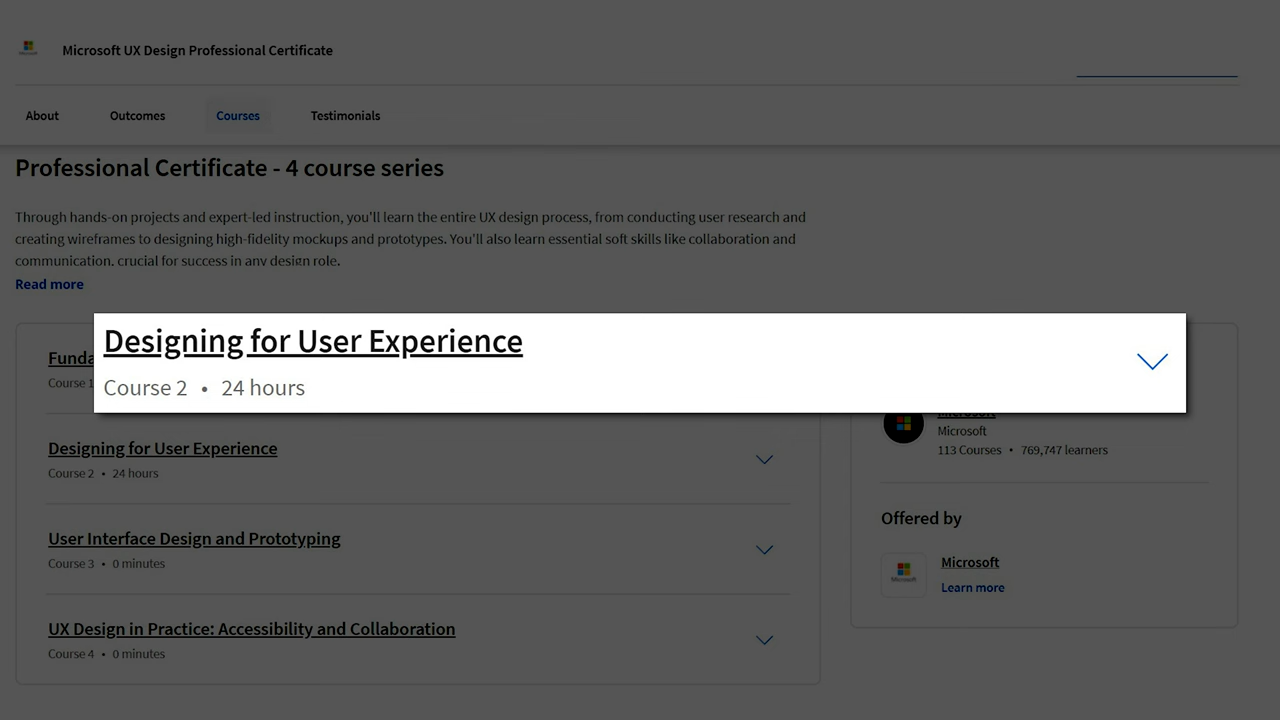 Microsoft UX Design Professional Certificate
About
Outcomes
Courses
Testimonials
Professional Certificate - 4 course series
Through hands-on projects and expert-led instruction, you'll learn the entire UX design process, from conducting user research and
creating wireframes to designing high-fidelity mockups and prototypes. You'll also learn essential soft skills like collaboration and
communication, crucial for success in any design role.
Read more
Designing for User Experience
Course 2 • 24 hours
Course 1
Designing for User Experience
Course 2 • 24 hours
User Interface Design and Prototyping
Course 3 • 0 minutes
UX Design in Practice: Accessibility and Collaboration
Course 4 • 0 minutes
Microsoft
113 Courses • 769,747 learners
Offered by
Microsoft
Microsoft
Learn more